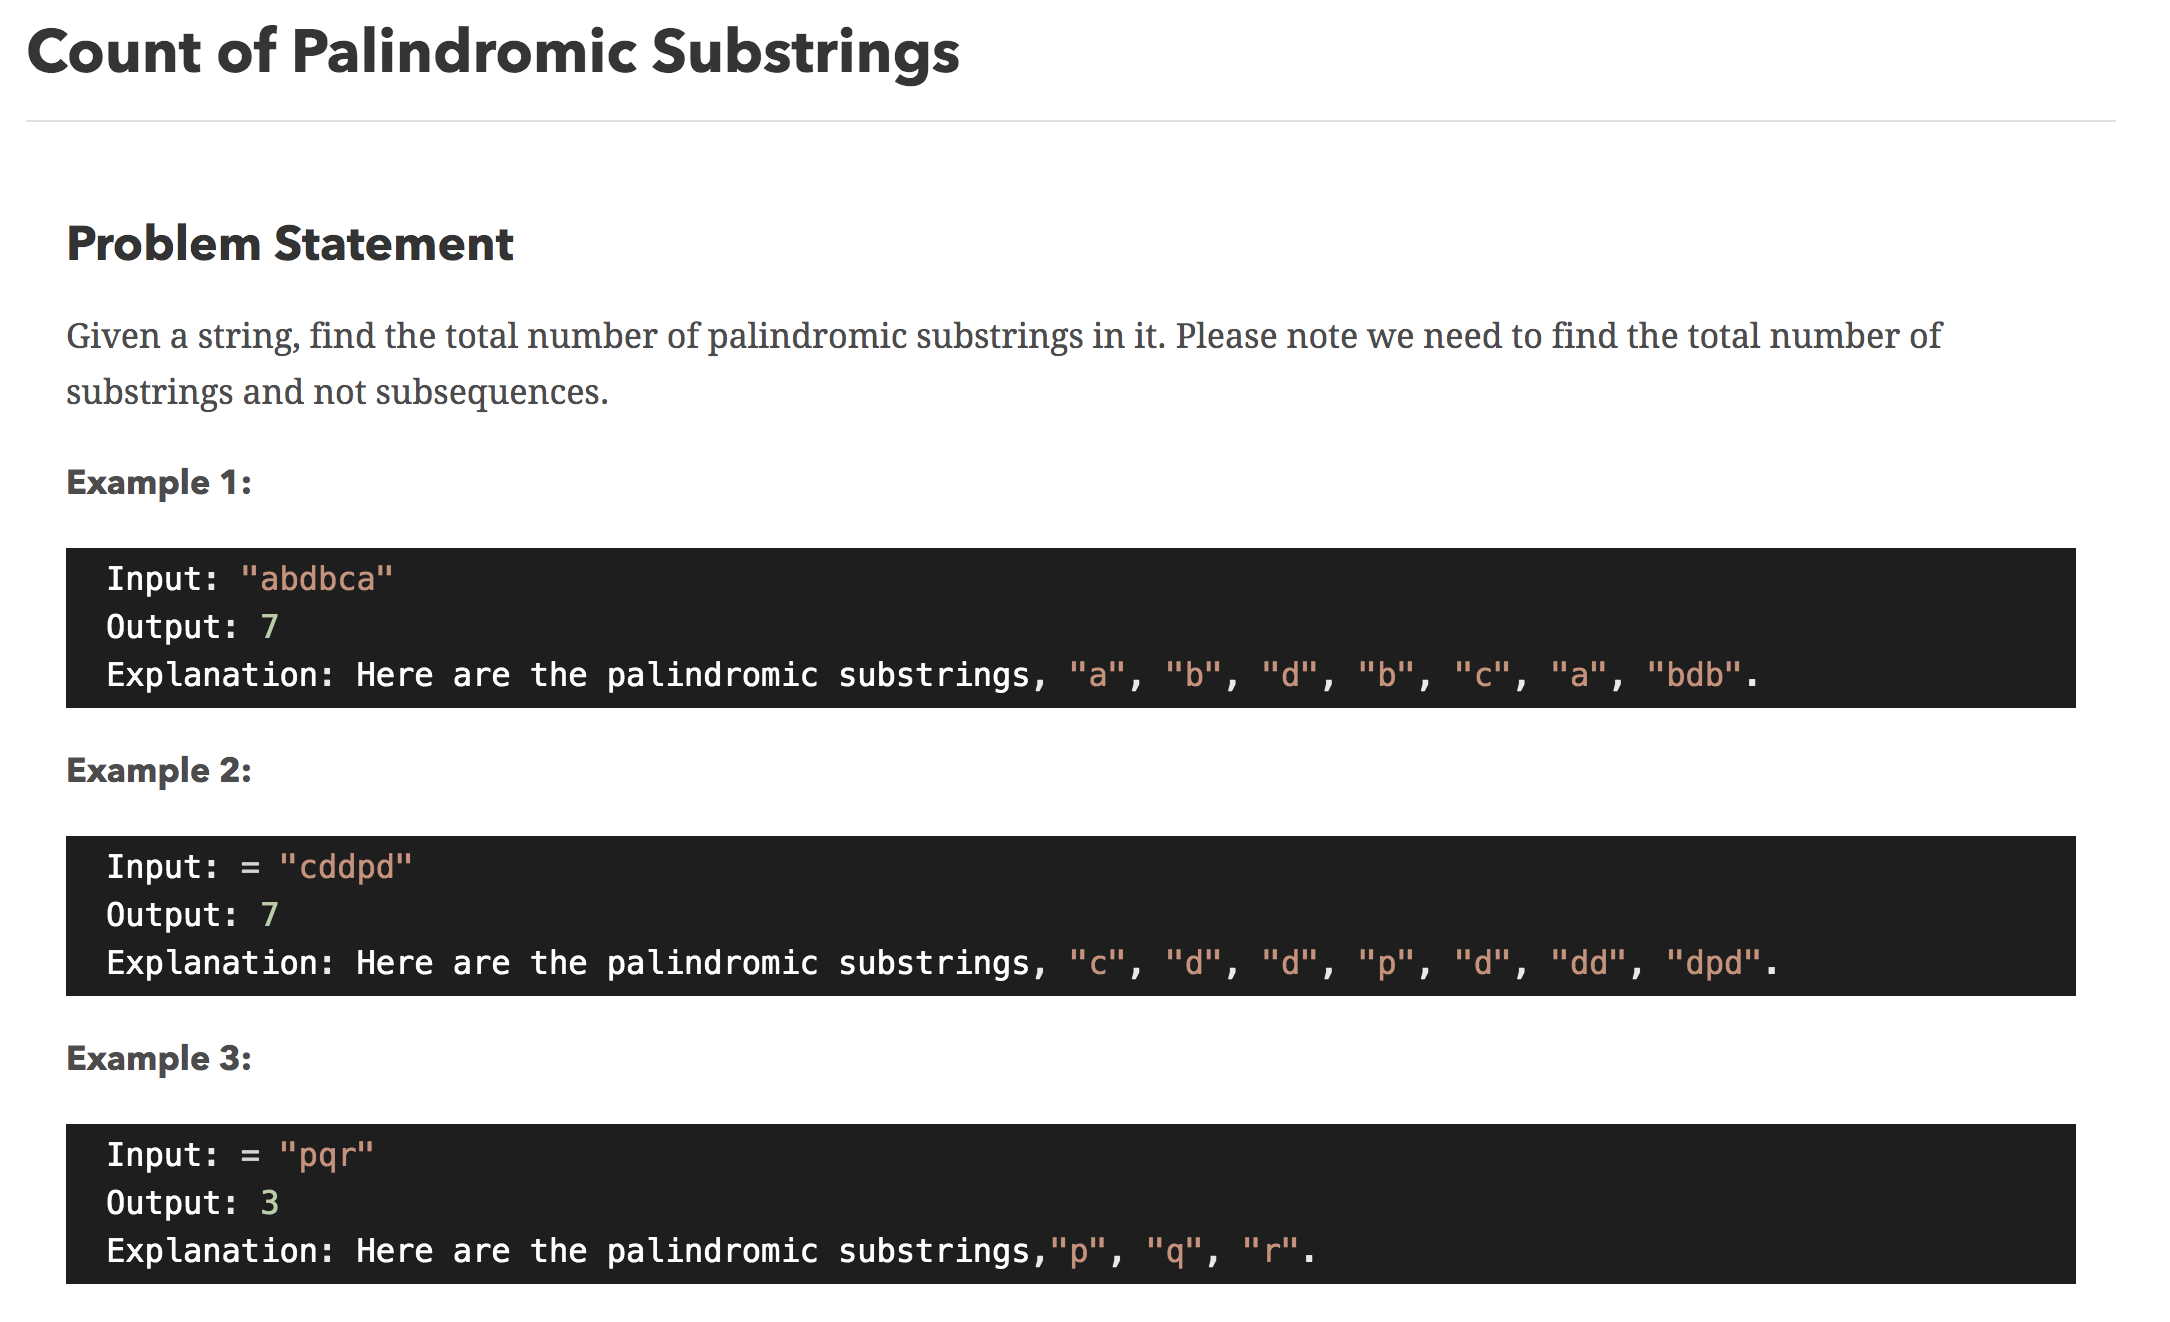 Count of Palindromic Substrings
Problem Statement
Given a string, find the total number of palindromic substrings in it. Please note we need to find the total number of
substrings and not subsequences.
Example 1:
Input: "abdbca"
Output: 7
Explanation: Here are the palindromic substrings, "a", "b", "d", "b", "c", "a", "bdb".
Example 2:
Input: = "cddpd"
Output: 7
Explanation: Here are the palindromic substrings, "c", "d", "d", "p", "d", "dd", "dpd".
Example 3:
Input: = "pqr"
Output: 3
Explanation: Here are the palindromic substrings,"p", "q", "r".